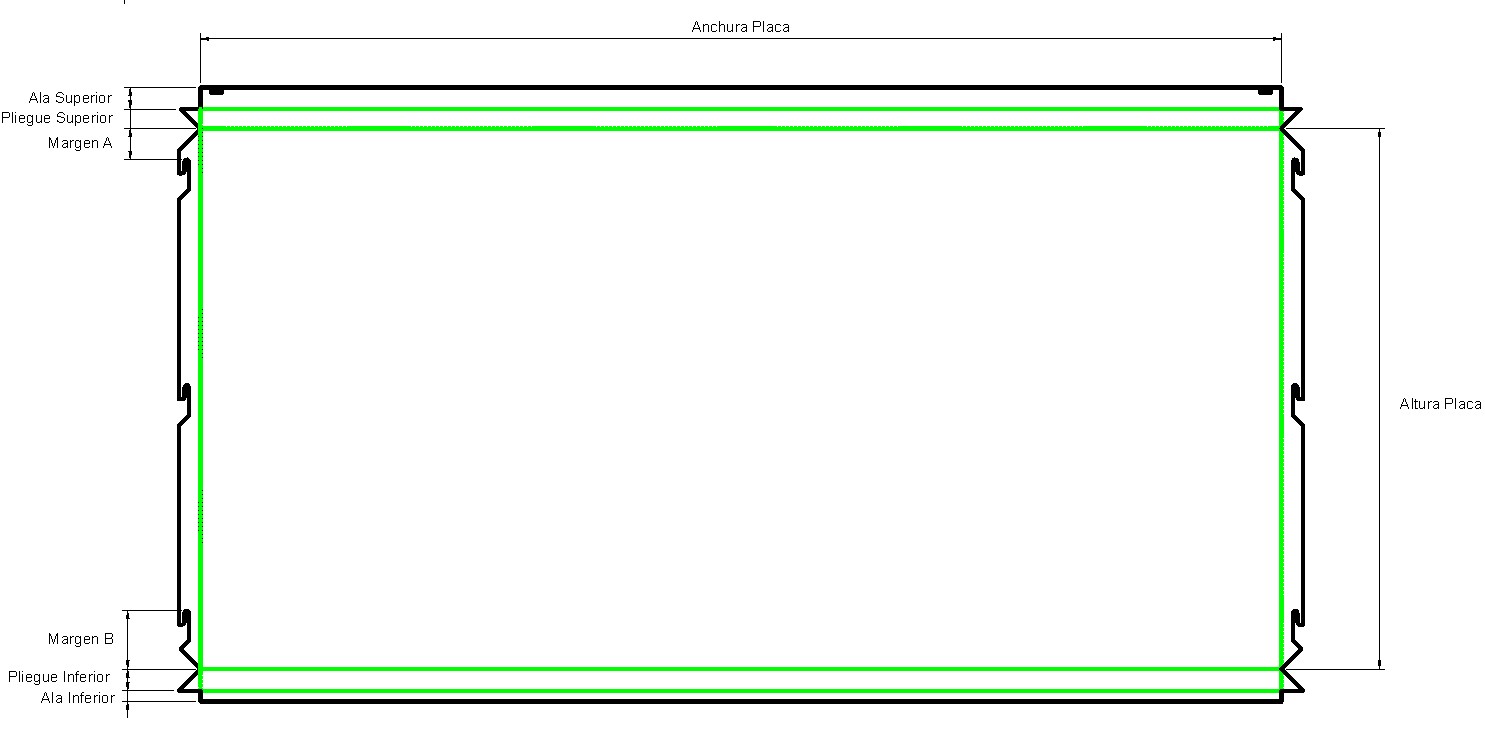 Anchura Placa
Ala Superior
Pliegue Superior
Margen A
Altura Placa
Margen B
Pliegue Inferior
Ala Inferior